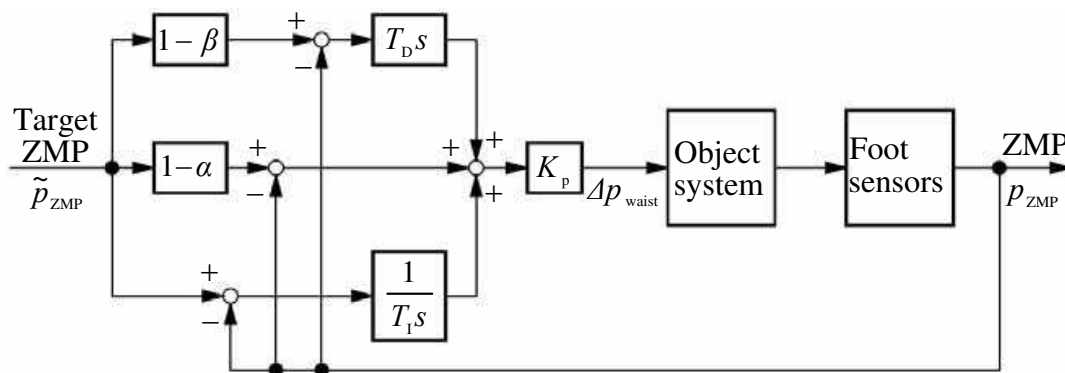 1 − β
+
−
T_D s
Target
ZMP
p̃_ZMP
1−α
+
−
+
+
+
K_p
Δp_waist
Object
system
Foot
sensors
ZMP
p_ZMP
+
−
1
T_I s